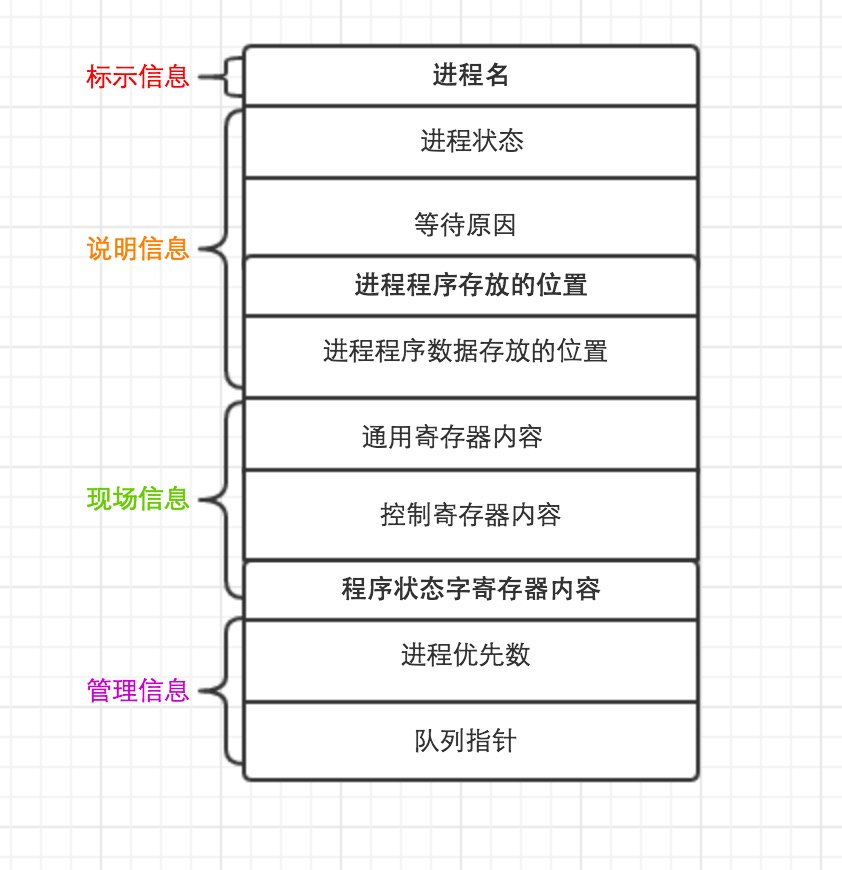 标示信息
进程名
进程状态
说明信息
等待原因
进程程序存放的位置
进程程序数据存放的位置
现场信息
通用寄存器内容
控制寄存器内容
程序状态字寄存器内容
管理信息
进程优先数
队列指针